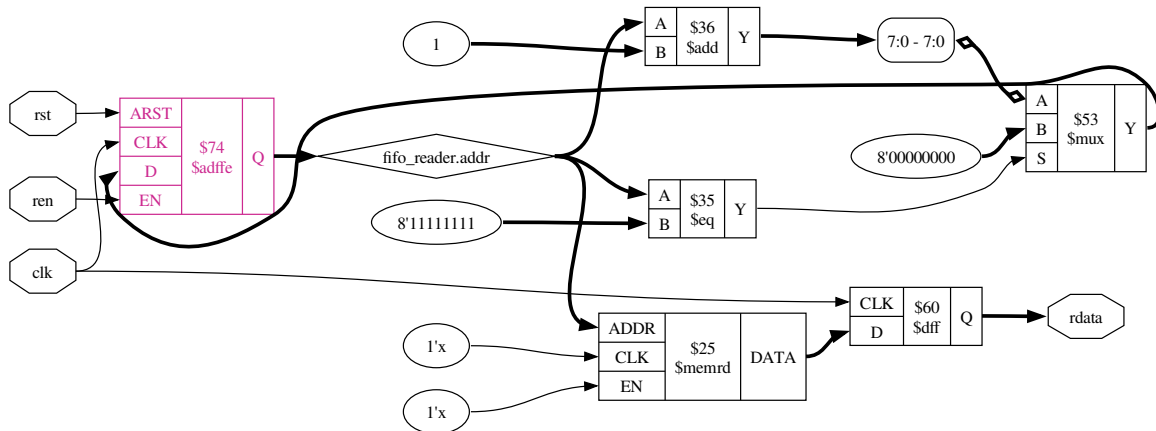 rst
ren
clk
ARST
CLK
D
EN
$74
$adffe
Q
fifo_reader.addr
1
A
B
$36
$add
Y
7:0 - 7:0
8'00000000
A
B
S
$53
$mux
Y
8'11111111
A
B
$35
$eq
Y
1'x
1'x
ADDR
CLK
EN
$25
$memrd
DATA
CLK
D
$60
$dff
Q
rdata